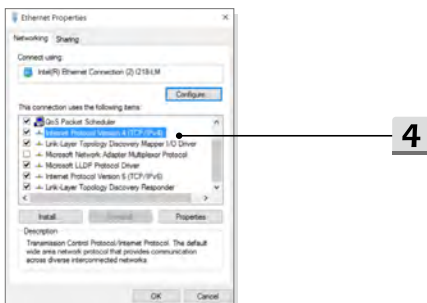 Ethernet Properties
Networking Sharing
Connect using:
Intel(R) Ethernet Connection (2) I218-LM
Configure...
This connection uses the following items:
QoS Packet Scheduler
Internet Protocol Version 4 (TCP/IPv4)
Link-Layer Topology Discovery Mapper I/O Driver
Microsoft Network Adapter Multiplexor Protocol
Microsoft LLDP Protocol Driver
Internet Protocol Version 6 (TCP/IPv6)
Link-Layer Topology Discovery Responder
Install... Uninstall Properties
Description
Transmission Control Protocol/Internet Protocol. The default
wide area network protocol that provides communication
across diverse interconnected networks.
OK Cancel
4